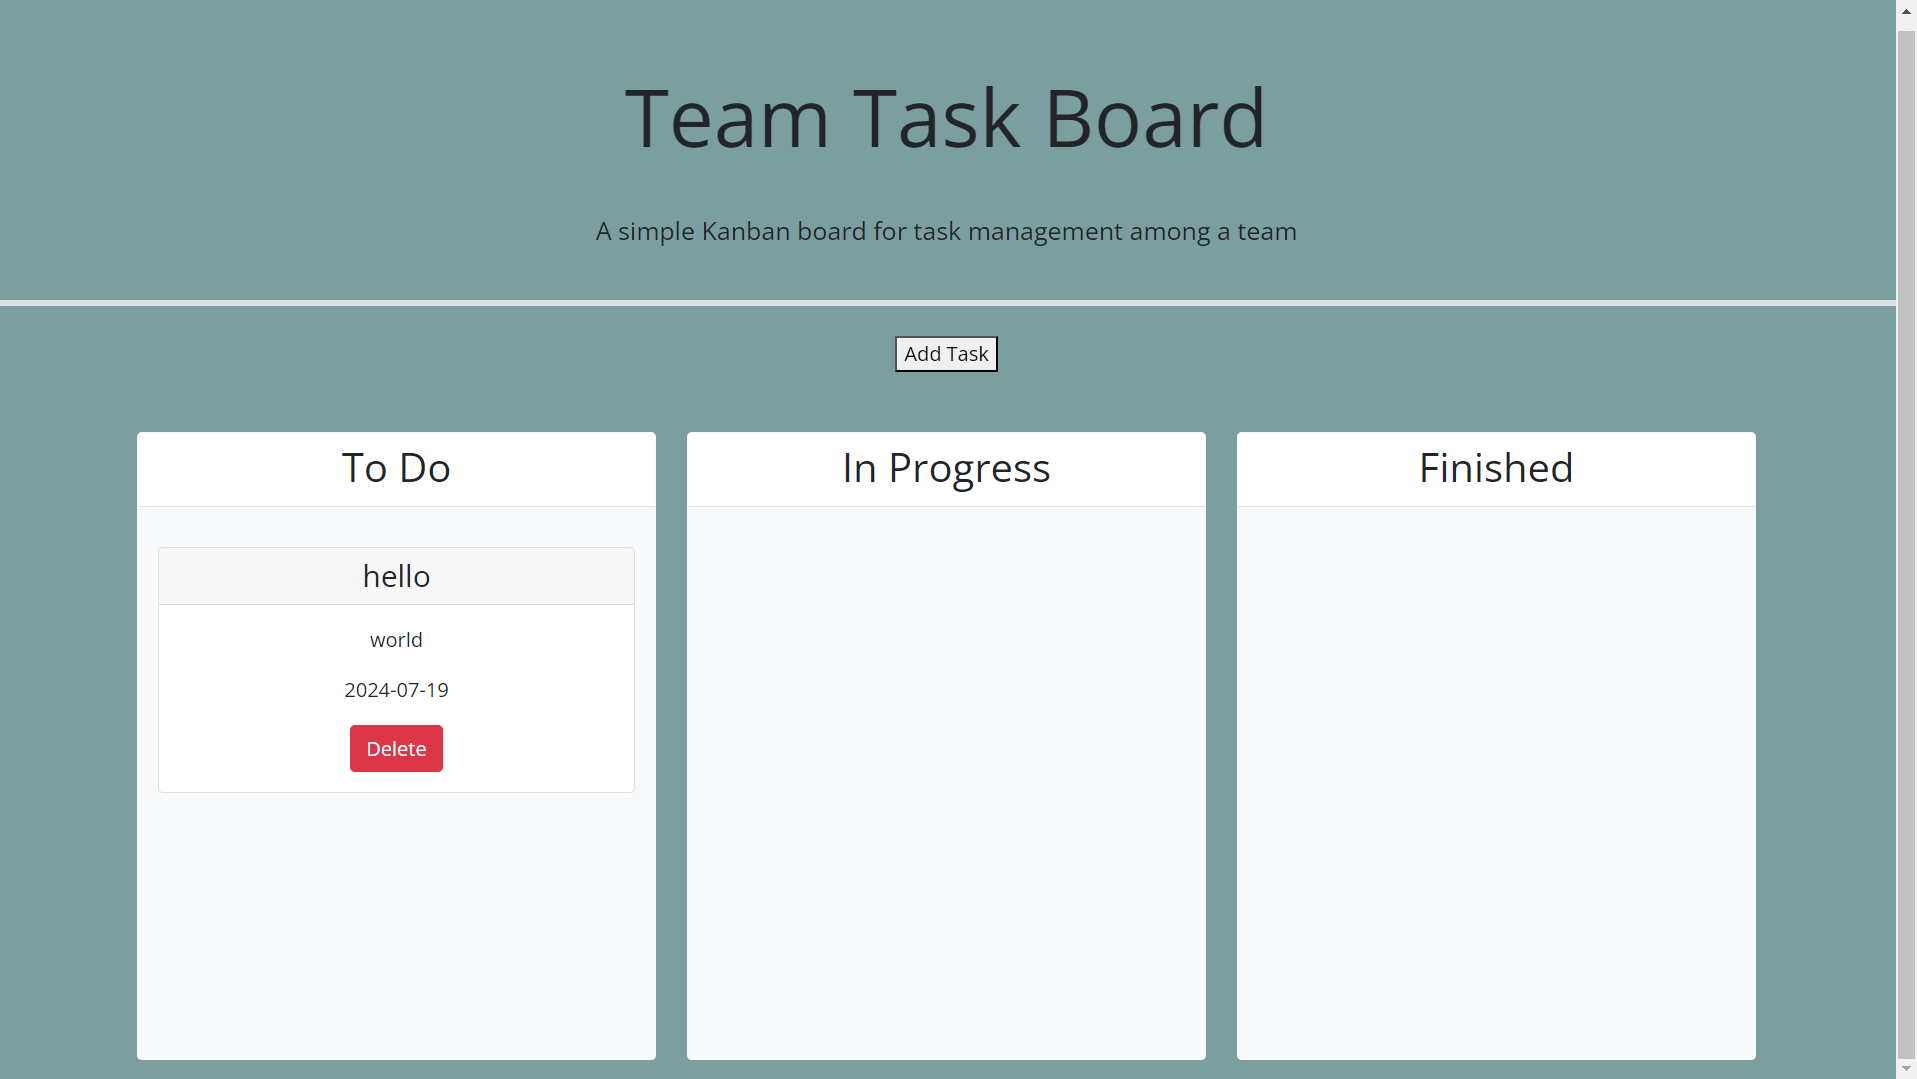 Team Task Board
A simple Kanban board for task management among a team
Add Task
To Do
hello
world
2024-07-19
Delete
In Progress
Finished